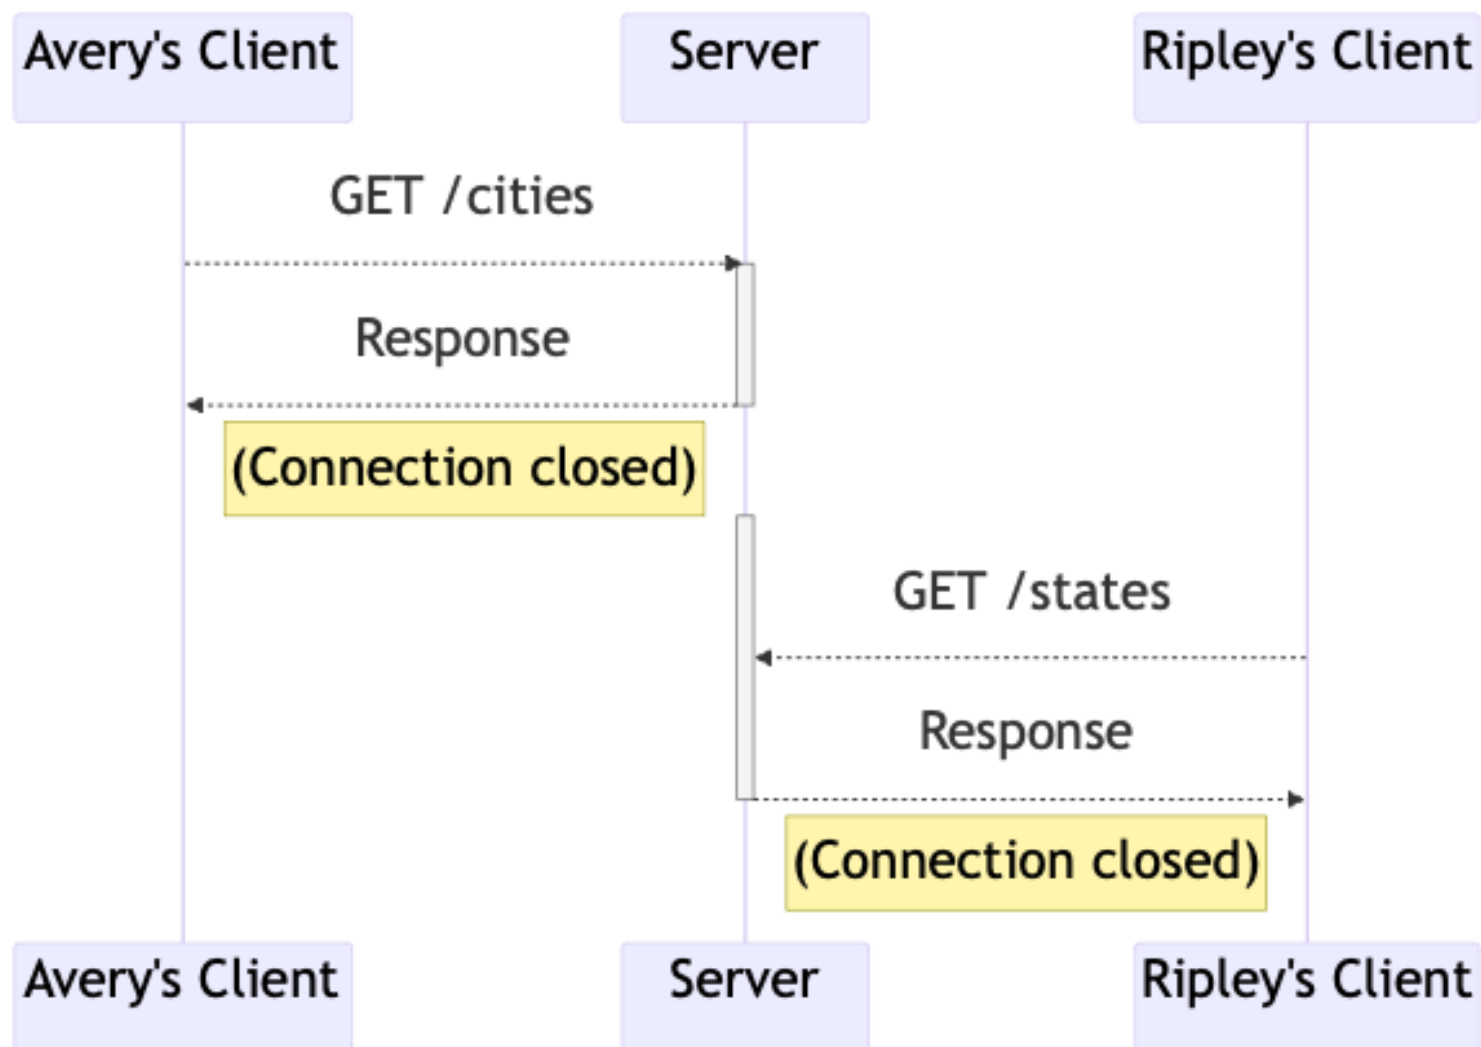 Avery's Client
Server
Ripley's Client
GET /cities
Response
(Connection closed)
GET /states
Response
(Connection closed)
Avery's Client
Server
Ripley's Client